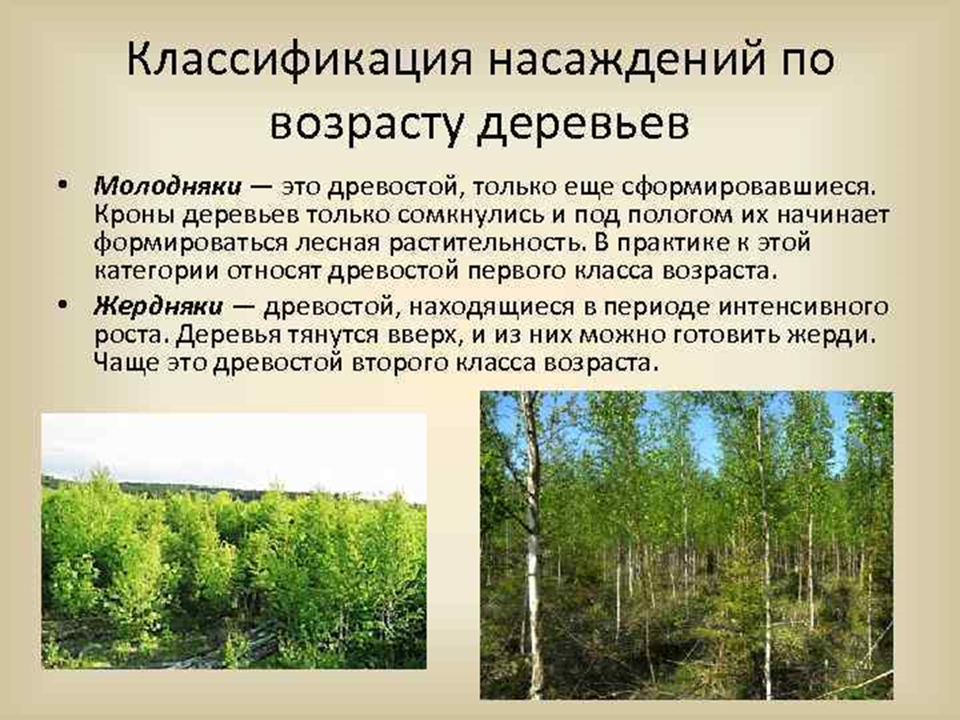 Классификация насаждений по
возрасту деревьев
• Молодняки — это древостой, только еще сформировавшиеся.
Кроны деревьев только сомкнулись и под пологом их начинает
формироваться лесная растительность. В практике к этой
категории относят древостой первого класса возраста.
• Жердняки — древостой, находящиеся в периоде интенсивного
роста. Деревья тянутся вверх, и из них можно готовить жерди.
Чаще это древостой второго класса возраста.